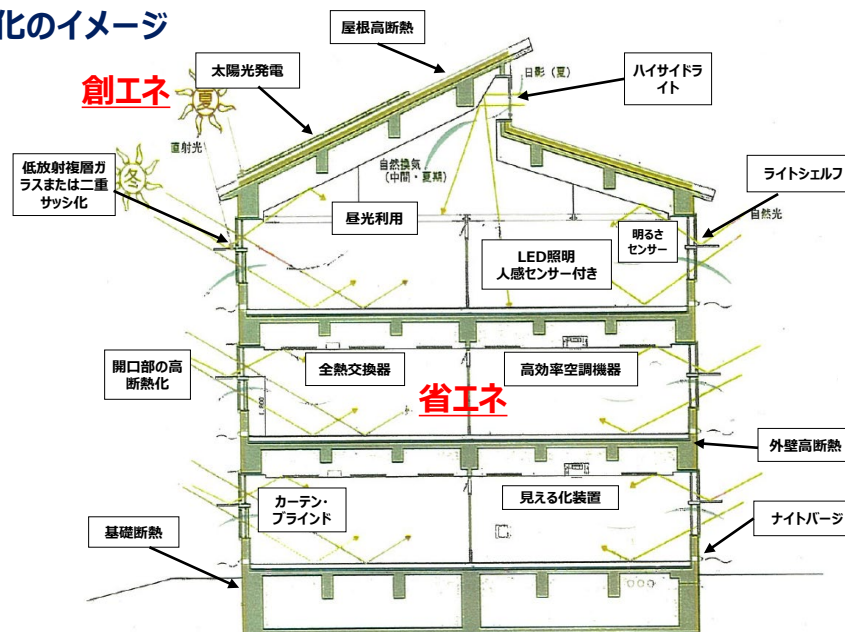 化のイメージ
屋根高断熱
太陽光発電
創エネ
夏
日影（夏）
ハイサイドラ
イト
直射光
自然換気
（中間・夏期）
低放射複層ガ
ラスまたは二重
サッシ化
冬
ライトシェルフ
自然光
昼光利用
明るさ
センサー
LED照明
人感センサー付き
開口部の高
断熱化
全熱交換器
高効率空調機器
省エネ
1,800
外壁高断熱
カーテン・
ブラインド
見える化装置
ナイトバージ
基礎断熱